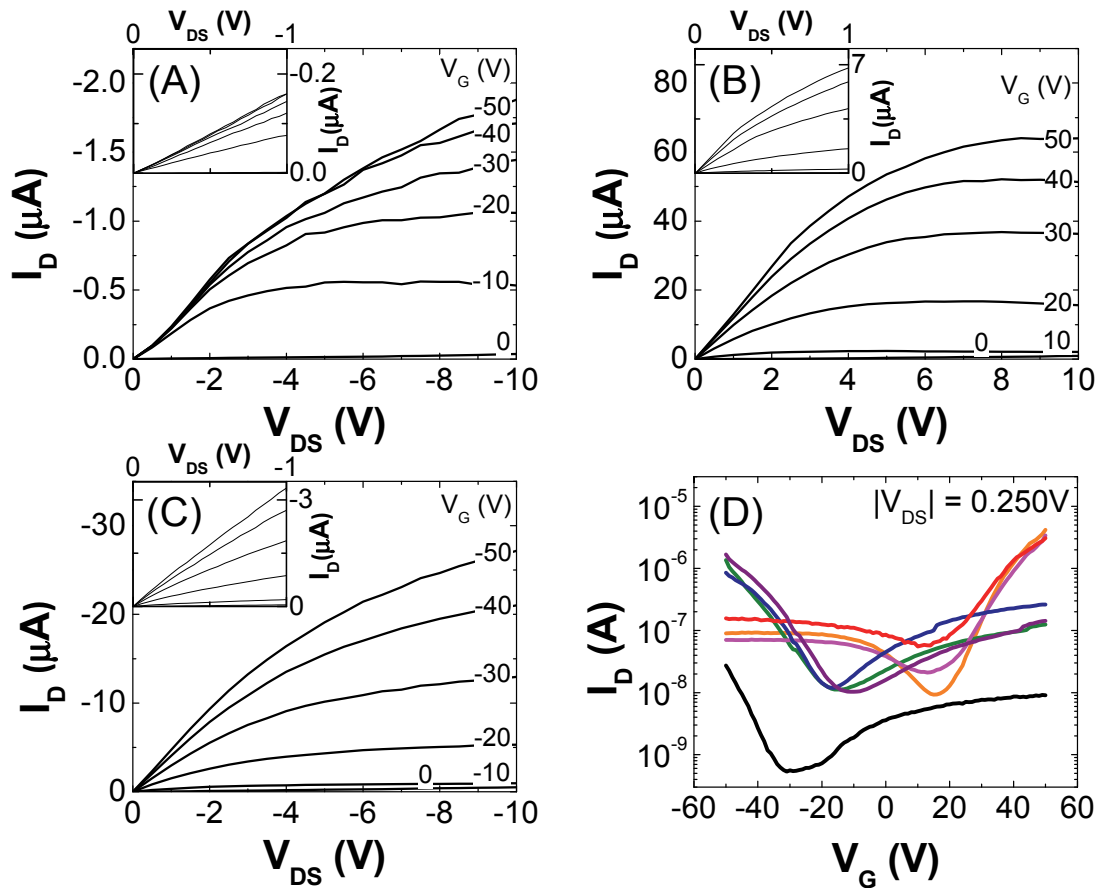 0 V_DS (V) -1
(A)
-0.2
I_D (µA)
0.0
V_G (V)
-50
-40
-30
-20
-10
0
-2.0
-1.5
-1.0
-0.5
0.0
I_D (µA)
0 -2 -4 -6 -8 -10
V_DS (V)
0 V_DS (V) 1
(B)
7
I_D (µA)
0
V_G (V)
50
40
30
20
10
0
80
60
40
20
0
I_D (µA)
0 2 4 6 8 10
V_DS (V)
0 V_DS (V) -1
(C)
-3
I_D (µA)
0
V_G (V)
-50
-40
-30
-20
-10
0
-30
-20
-10
0
I_D (µA)
0 -2 -4 -6 -8 -10
V_DS (V)
(D) |V_DS| = 0.250V
10^-5
10^-6
10^-7
10^-8
10^-9
I_D (A)
-60 -40 -20 0 20 40 60
V_G (V)